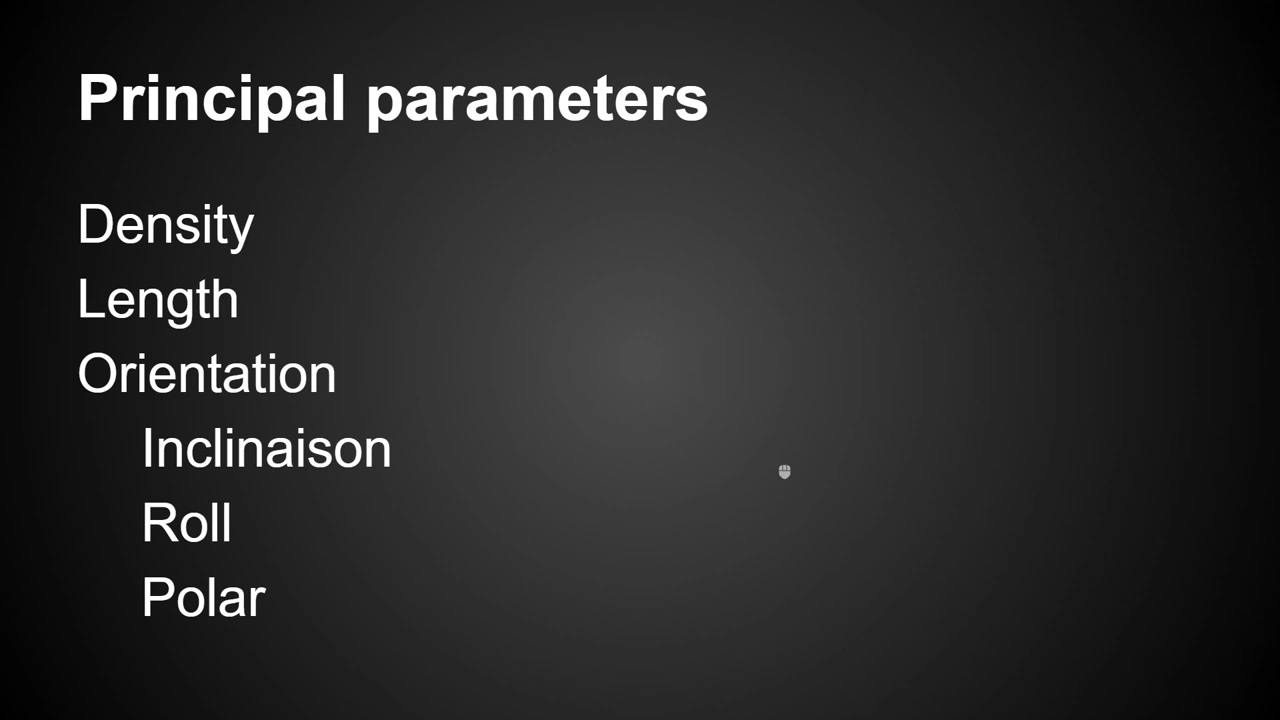 Principal parameters
Density
Length
Orientation
Inclinaison
Roll
Polar